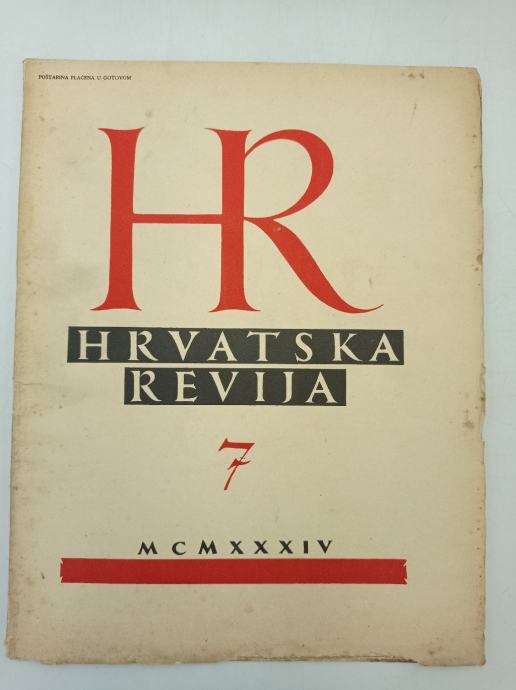 POŠTARINA PLAĆENA U GOTOVOM
HR
HRVATSKA
REVIJA
7
MCMXXXIV